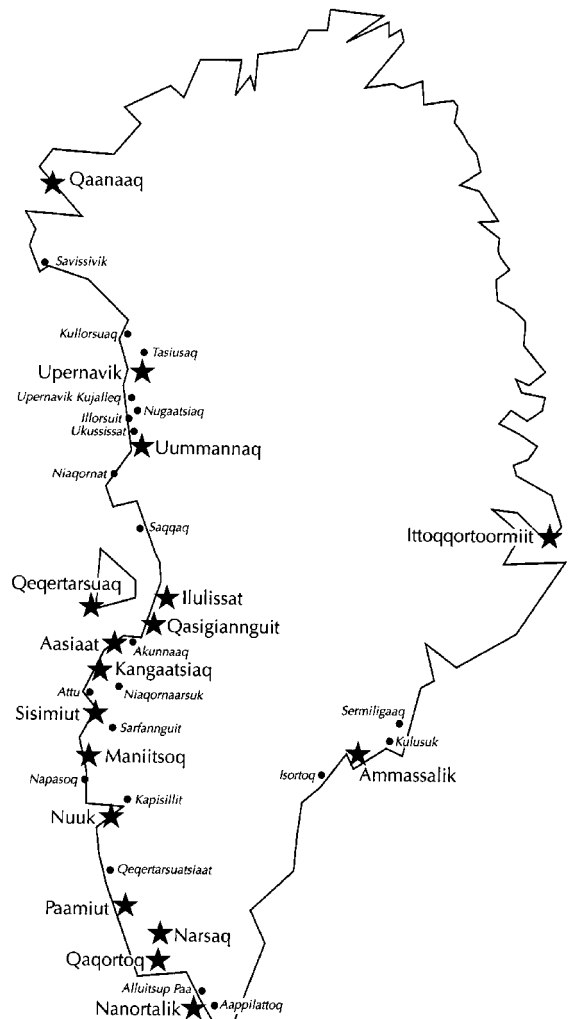 Qaanaaq
Savissivik
Kullorsuaq
Tasiusaq
Upernavik
Upernavik Kujalleq
Nugaatsiaq
Illorsuit
Ukussissat
Uummannaq
Niaqornat
Saqqaq
Ittoqqortoormiit
Qeqertarsuaq
Ilulissat
Qasigiannguit
Aasiaat
Akunnaaq
Kangaatsiaq
Attu
Niaqornaarsuk
Sisimiut
Sermiligaaq
Sarfannguit
Kulusuk
Maniitsoq
Ammassalik
Isortoq
Napasoq
Kapisillit
Nuuk
Qeqertarsuatsiaat
Paamiut
Narsaq
Qaqortoq
Alluitsup Paa
Nanortalik
Aappilattoq